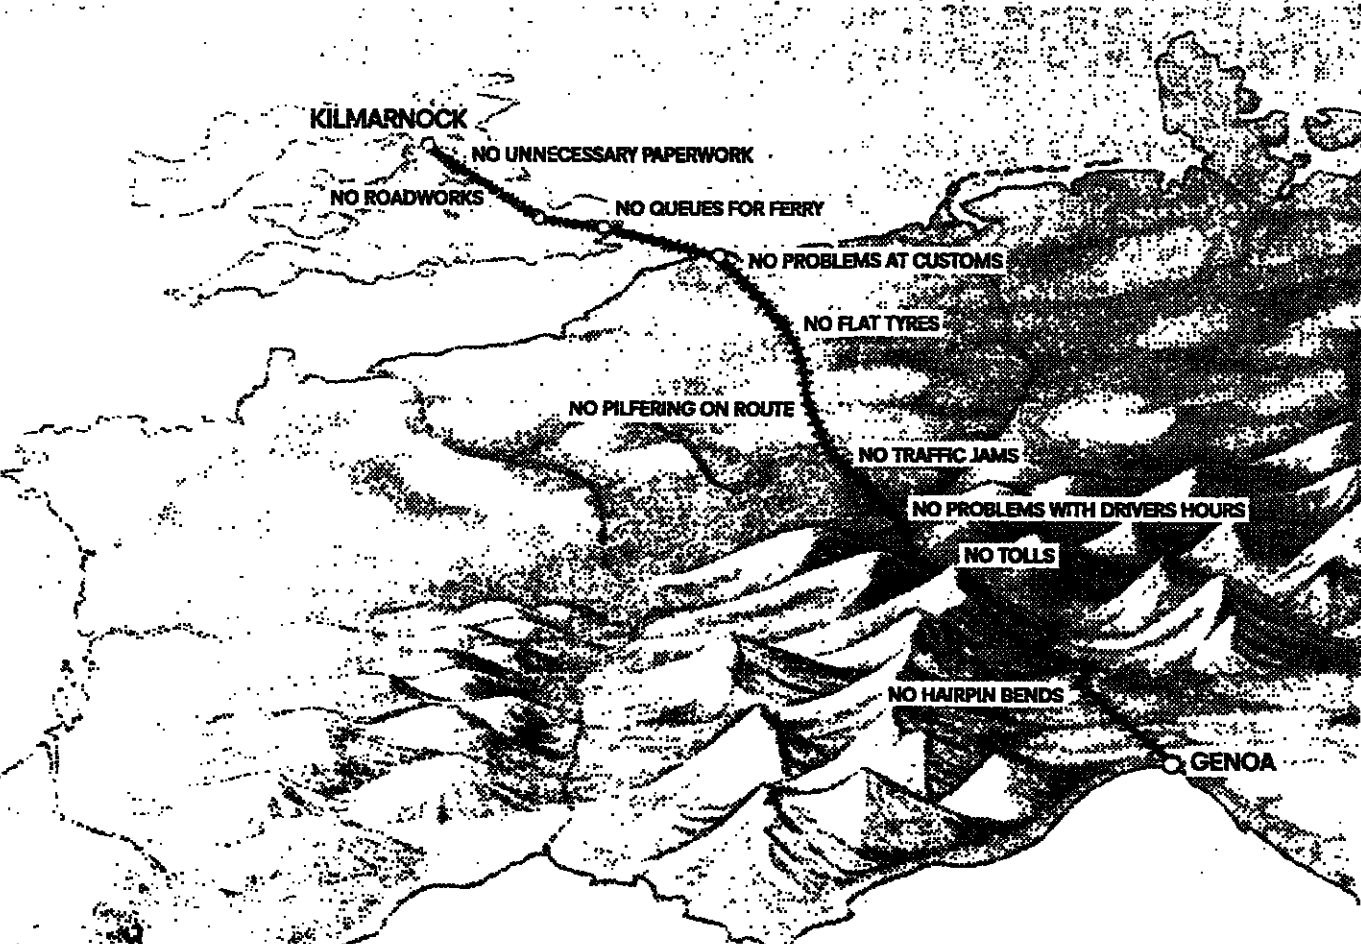 KILMARNOCK
NO UNNECESSARY PAPERWORK
NO ROADWORKS
NO QUEUES FOR FERRY
NO PROBLEMS AT CUSTOMS
NO FLAT TYRES
NO PILFERING ON ROUTE
NO TRAFFIC JAMS
NO PROBLEMS WITH DRIVERS HOURS
NO TOLLS
NO HAIRPIN BENDS
GENOA